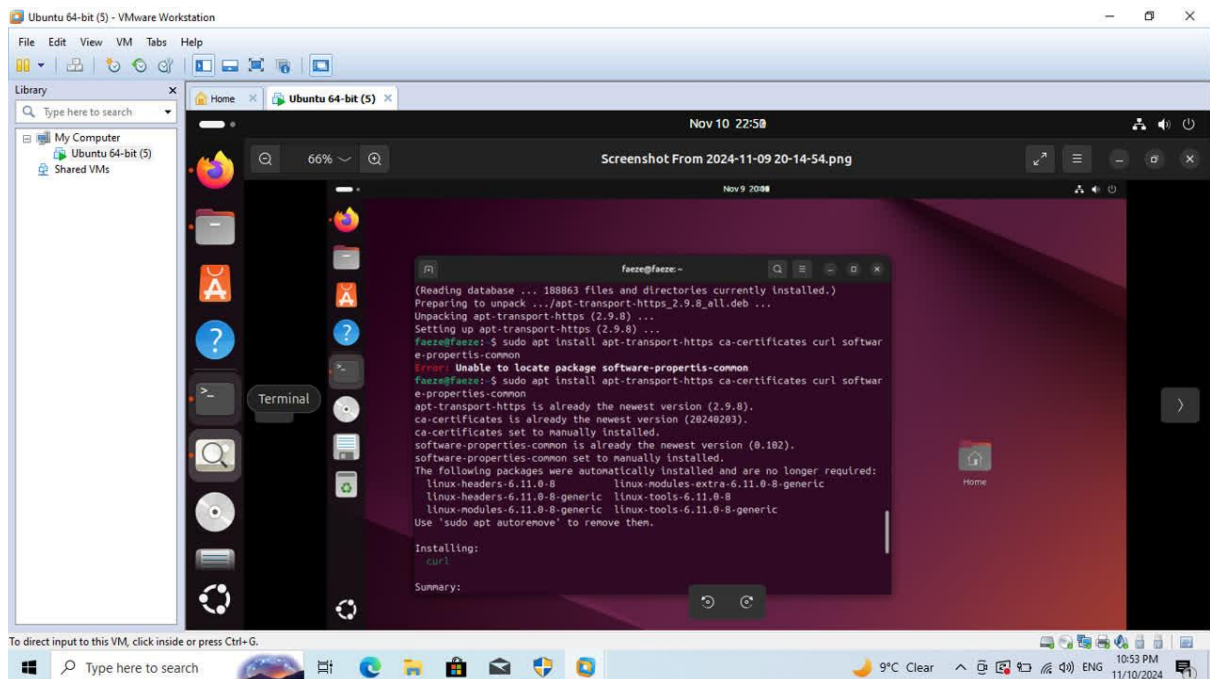 Ubuntu 64-bit (5) - VMware Workstation
File Edit View VM Tabs Help
Library
Type here to search
My Computer
Ubuntu 64-bit (5)
Shared VMs
Home
Ubuntu 64-bit (5)
Nov 10 22:
66%
Screenshot From 2024-11-09 20-14-54.png
Nov 9
faeze@faeze: ~
(Reading database ... 188863 files and directories currently installed.)
Preparing to unpack .../apt-transport-https_2.9.8_all.deb ...
Unpacking apt-transport-https (2.9.8) ...
Setting up apt-transport-https (2.9.8) ...
faeze@faeze:~$ sudo apt install apt-transport-https ca-certificates curl softwar
e-propertis-common
Error: Unable to locate package software-propertis-common
faeze@faeze:~$ sudo apt install apt-transport-https ca-certificates curl softwar
e-properties-common
apt-transport-https is already the newest version (2.9.8).
ca-certificates is already the newest version (20240203).
ca-certificates set to manually installed.
software-properties-common is already the newest version (0.102).
software-properties-common set to manually installed.
The following packages were automatically installed and are no longer required:
linux-headers-6.11.0-8 linux-modules-extra-6.11.0-8-generic
linux-headers-6.11.0-8-generic linux-tools-6.11.0-8
linux-modules-6.11.0-8-generic linux-tools-6.11.0-8-generic
Use 'sudo apt autoremove' to remove them.
Installing:
curl
Summary:
Terminal
Home
To direct input to this VM, click inside or press Ctrl+G.
Type here to search
9°C Clear
ENG
10:53 PM
11/10/2024